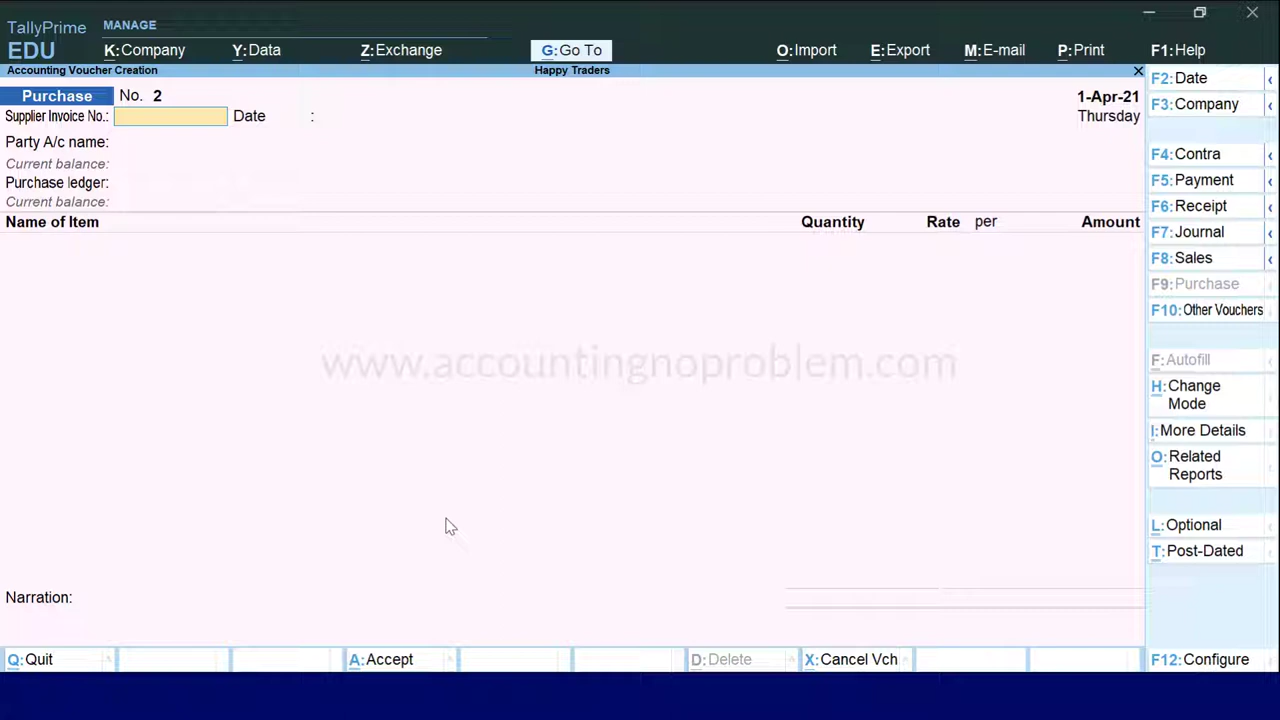 TallyPrime MANAGE
EDU K:Company Y:Data Z:Exchange G:Go To O:Import E:Export M:E-mail P:Print F1:Help
Accounting Voucher Creation Happy Traders
Purchase No. 2 1-Apr-21
Supplier Invoice No.: Date : Thursday
Party A/c name:
Current balance:
Purchase ledger:
Current balance:
Name of Item Quantity Rate per Amount
www.accountingnoproblem.com
Narration:
Q:Quit A:Accept D:Delete X:Cancel Vch F12:Configure
F2:Date
F3:Company
F4:Contra
F5:Payment
F6:Receipt
F7:Journal
F8:Sales
F9:Purchase
F10:Other Vouchers
F:Autofill
H:Change
Mode
I:More Details
O:Related
Reports
L:Optional
T:Post-Dated